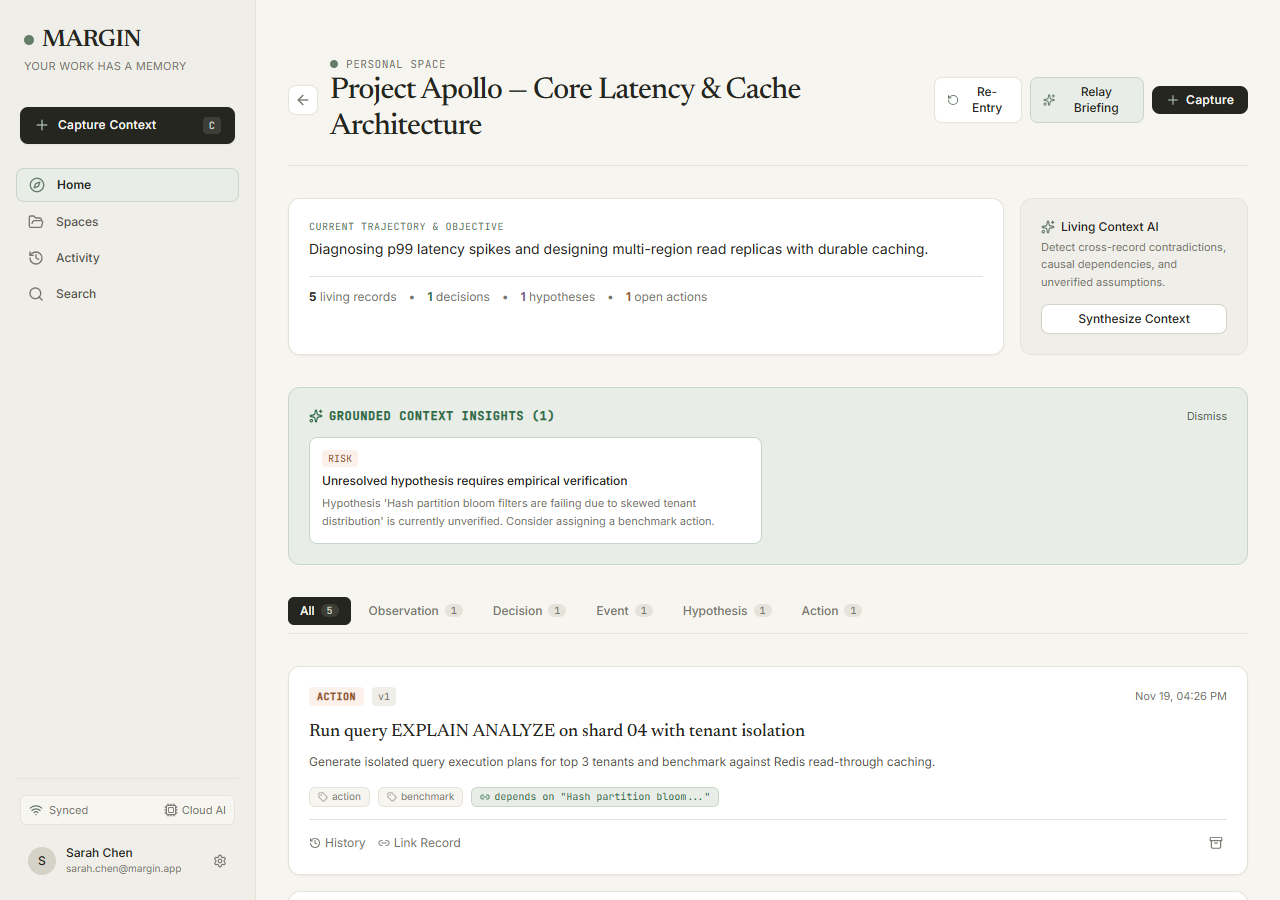 MARGIN
YOUR WORK HAS A MEMORY
Capture Context C
Home
Spaces
Activity
Search
Synced
Cloud AI
S
Sarah Chen
sarah.chen@margin.app
PERSONAL SPACE
Project Apollo — Core Latency & Cache
Architecture
Re-
Entry
Relay
Briefing
Capture
CURRENT TRAJECTORY & OBJECTIVE
Diagnosing p99 latency spikes and designing multi-region read replicas with durable caching.
5 living records • 1 decisions • 1 hypotheses • 1 open actions
Living Context AI
Detect cross-record contradictions,
causal dependencies, and
unverified assumptions.
Synthesize Context
GROUNDED CONTEXT INSIGHTS (1)
Dismiss
RISK
Unresolved hypothesis requires empirical verification
Hypothesis 'Hash partition bloom filters are failing due to skewed tenant
distribution' is currently unverified. Consider assigning a benchmark action.
All 5 Observation 1 Decision 1 Event 1 Hypothesis 1 Action 1
ACTION v1
Nov 19, 04:26 PM
Run query EXPLAIN ANALYZE on shard 04 with tenant isolation
Generate isolated query execution plans for top 3 tenants and benchmark against Redis read-through caching.
action benchmark depends on "Hash partition bloom..."
History Link Record